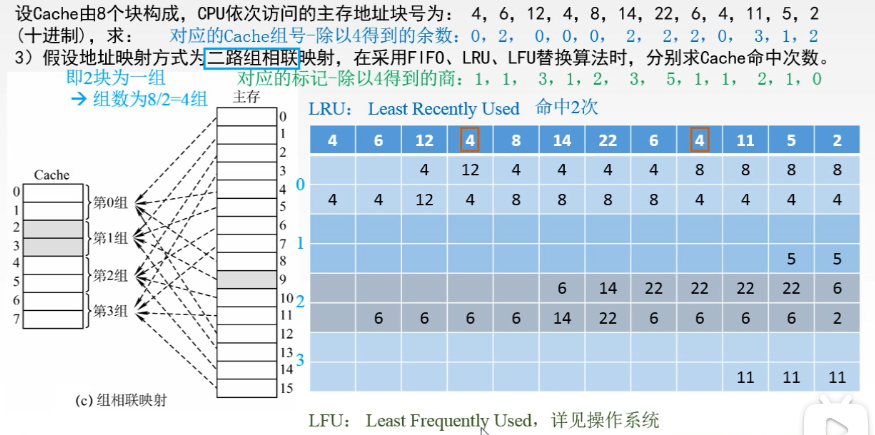 设Cache由8个块构成，CPU依次访问的主存地址块号为： 4，6，12，4，8，14，22，6，4，11，5，2
(十进制)，求： 对应的Cache组号-除以4得到的余数：0，2， 0，0，0， 2， 2，2，0， 3，1，2
3）假设地址映射方式为二路组相联映射，在采用FIFO、LRU、LFU替换算法时，分别求Cache命中次数。
即2块为一组 对应的标记-除以4得到的商：1，1， 3，1，2， 3， 5，1，1， 2，1，0
→ 组数为8/2=4组 主存
LRU： Least Recently Used 命中2次
4 6 12 4 8 14 22 6 4 11 5 2
4 12 4 4 4 4 8 8 8 8
0
4 4 12 4 8 8 8 8 4 4 4 4
1
5 5
6 14 22 22 22 22 6
2
6 6 6 6 14 22 6 6 6 6 2
3
11 11 11
Cache
0
1
2
3
4
5
6
7
第0组
第1组
第2组
第3组
0
1
2
3
4
5
6
7
8
9
10
11
12
13
14
15
(c) 组相联映射
LFU： Least Frequently Used，详见操作系统